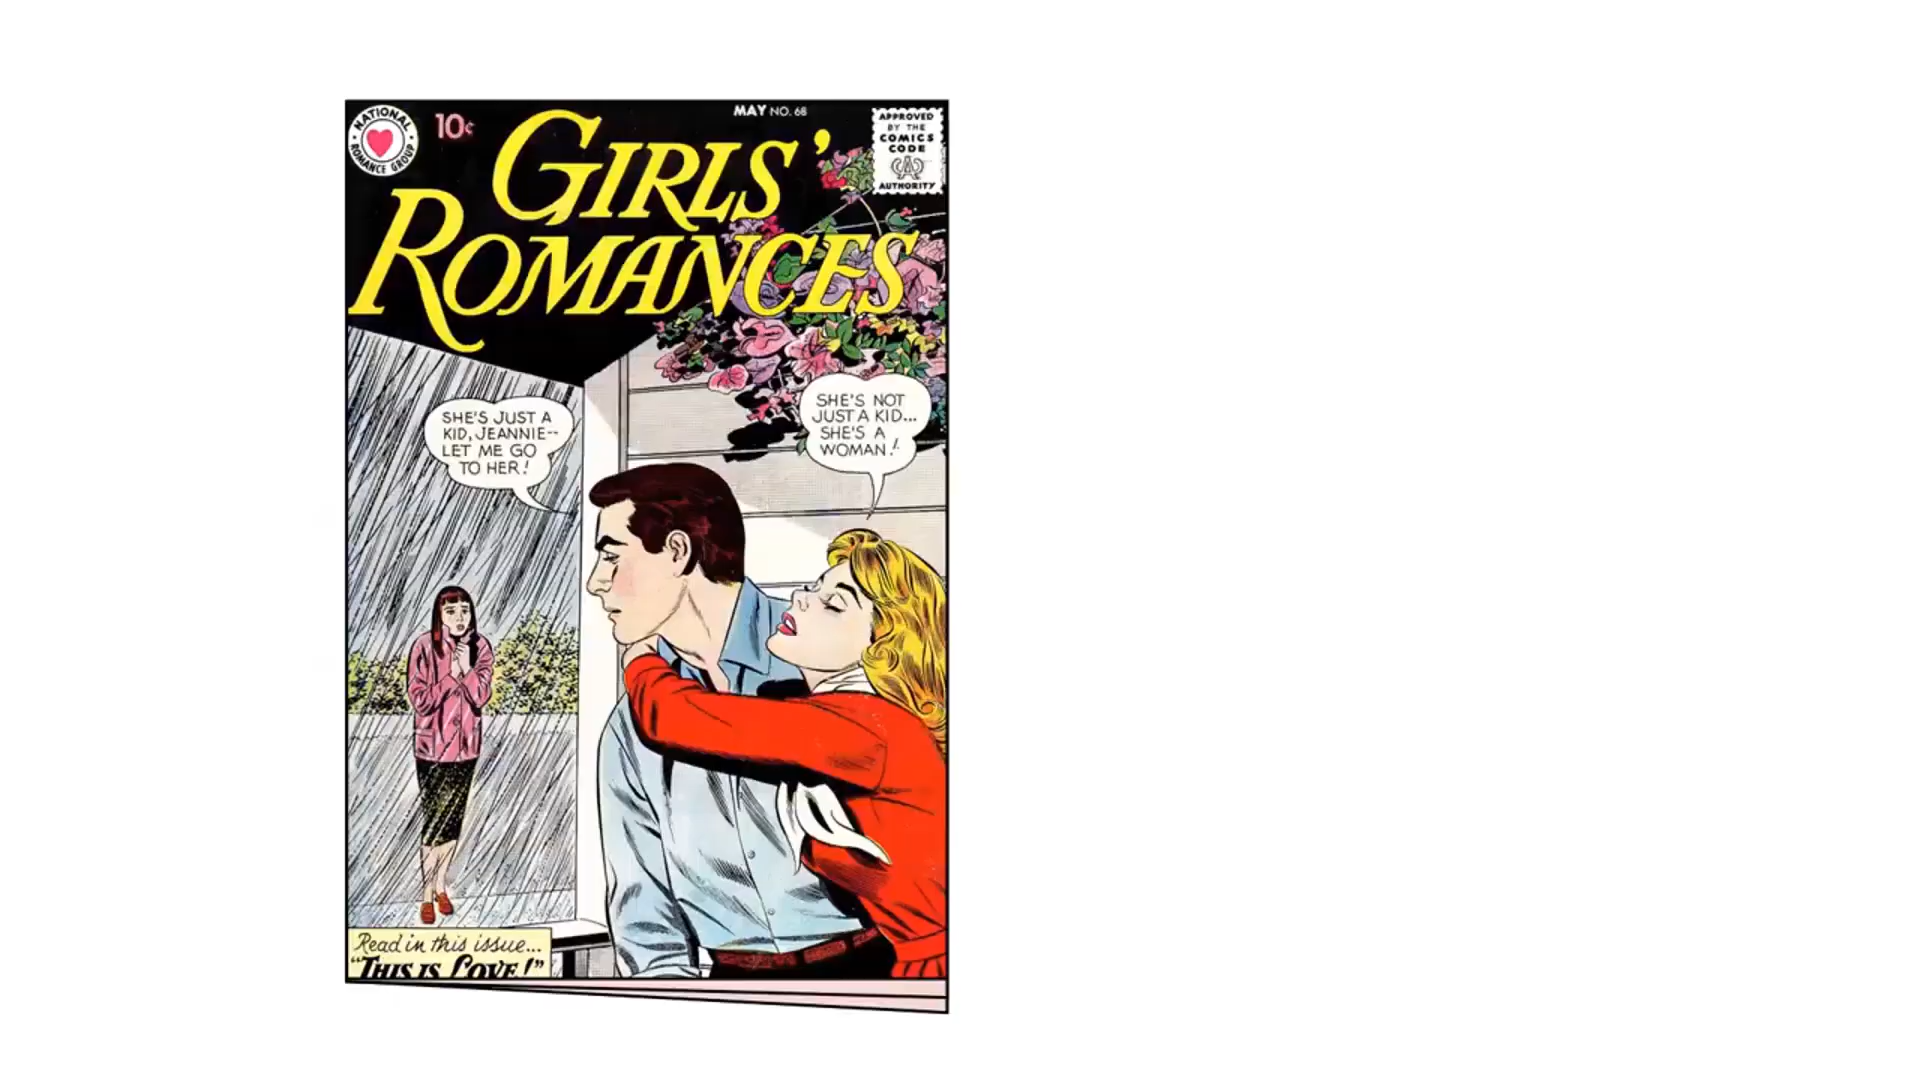 NATIONAL
ROMANCE GROUP
10¢
MAY NO. 68
APPROVED
BY THE
COMICS
CODE
AUTHORITY
GIRLS'
ROMANCES
SHE'S JUST A
KID, JEANNIE--
LET ME GO
TO HER!
SHE'S NOT
JUST A KID...
SHE'S A
WOMAN!
Read in this issue...
"THIS IS LOVE!"